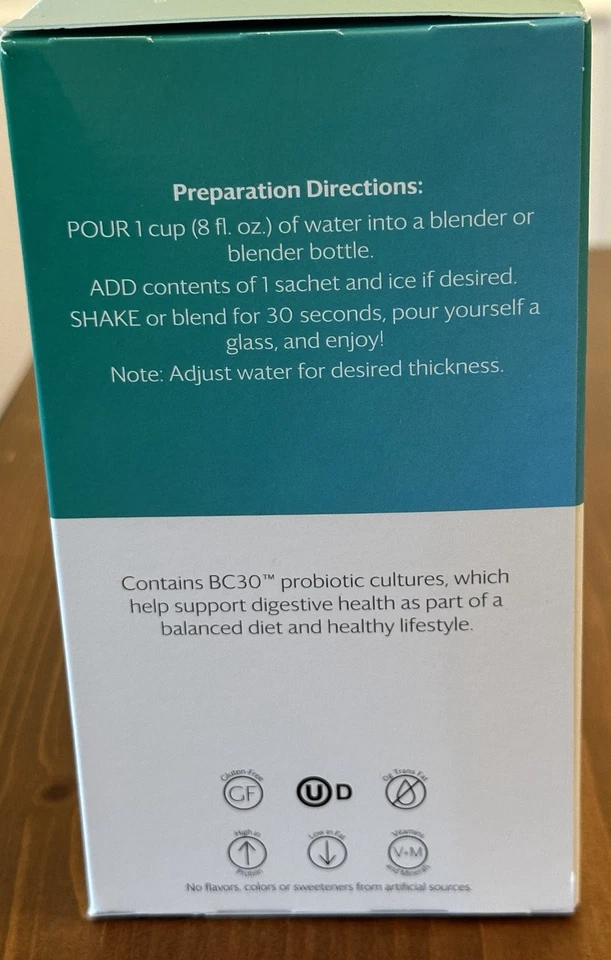 Preparation Directions:
POUR 1 cup (8 fl. oz.) of water into a blender or
blender bottle.
ADD contents of 1 sachet and ice if desired.
SHAKE or blend for 30 seconds, pour yourself a
glass, and enjoy!
Note: Adjust water for desired thickness.
Contains BC30™ probiotic cultures, which
help support digestive health as part of a
balanced diet and healthy lifestyle.
Gluten-Free
GF
U D
0g Trans Fat
High in
Protein
Low in Fat
Vitamins
V+M
and Minerals
No flavors, colors or sweeteners from artificial sources.